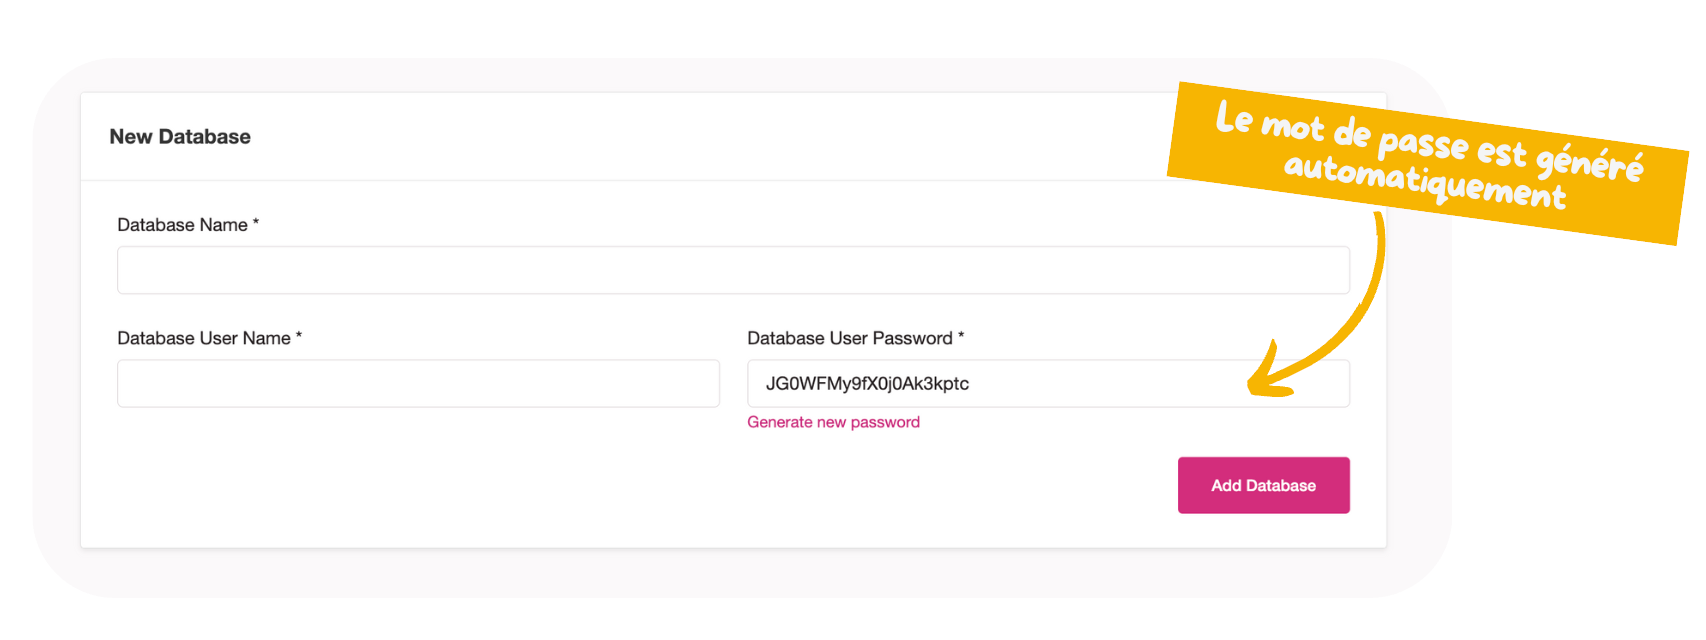 Le mot de passe est généré
automatiquement
New Database
Database Name *
Database User Name *
Database User Password *
JG0WFMy9fX0j0Ak3kptc
Generate new password
Add Database